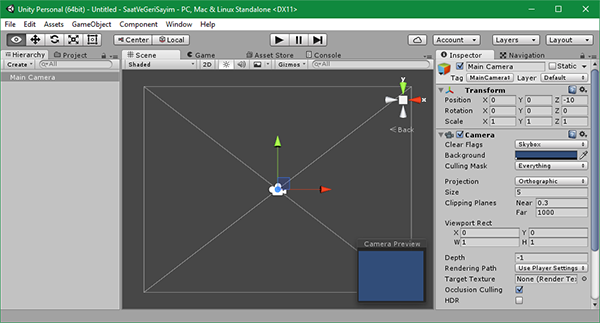 Unity Personal (64bit) - Untitled - SaatVeGeriSayim - PC, Mac & Linux Standalone <DX11>
File Edit Assets GameObject Component Window Help
Center Local Account Layers Layout
Hierarchy Project Scene Game Asset Store Console Inspector Navigation
Create All Shaded 2D Gizmos All
Main Camera
Main Camera Static
Tag MainCamera Layer Default
Transform
Position X 0 Y 0 Z -10
Rotation X 0 Y 0 Z 0
Scale X 1 Y 1 Z 1
y
x
Back
Camera
Clear Flags Skybox
Background
Culling Mask Everything
Projection Orthographic
Size 5
Clipping Planes Near 0.3
Far 1000
Viewport Rect
X 0 Y 0
W 1 H 1
Camera Preview
Depth -1
Rendering Path Use Player Settings
Target Texture None (Render Te
Occlusion Culling
HDR